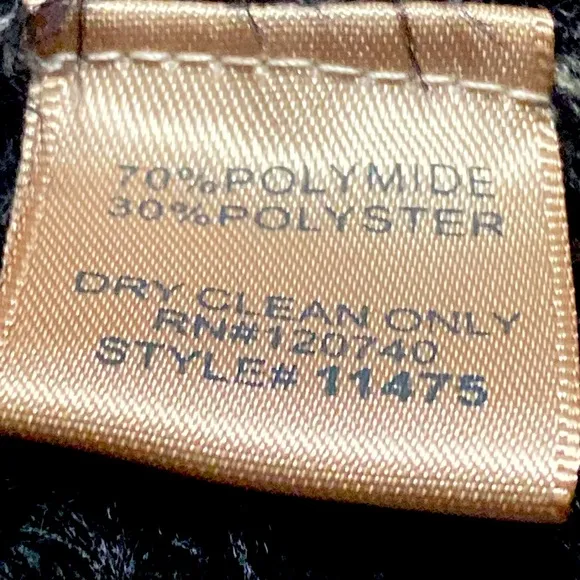 70%POLYMIDE
30%POLYSTER
DRY CLEAN ONLY
RN#120740
STYLE# 11475